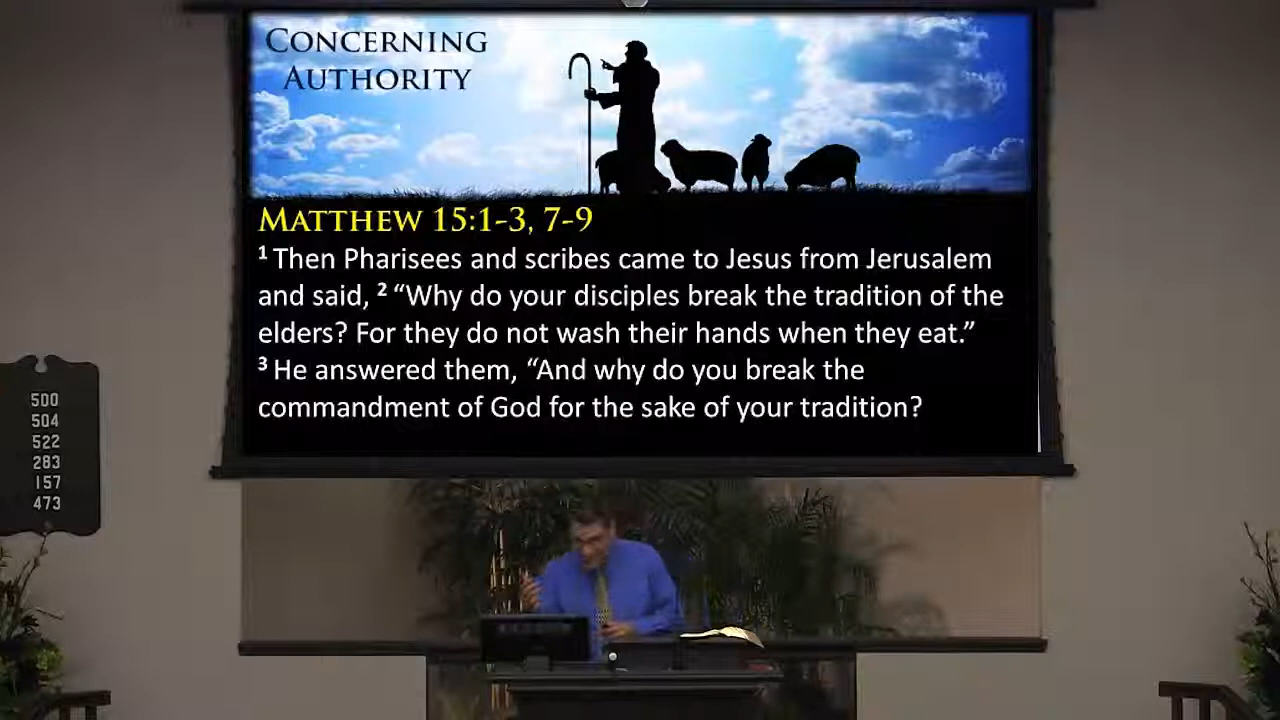 CONCERNING
AUTHORITY
MATTHEW 15:1-3, 7-9
1 Then Pharisees and scribes came to Jesus from Jerusalem
and said, 2 “Why do your disciples break the tradition of the
elders? For they do not wash their hands when they eat.”
3 He answered them, “And why do you break the
commandment of God for the sake of your tradition?
500
504
522
283
157
473